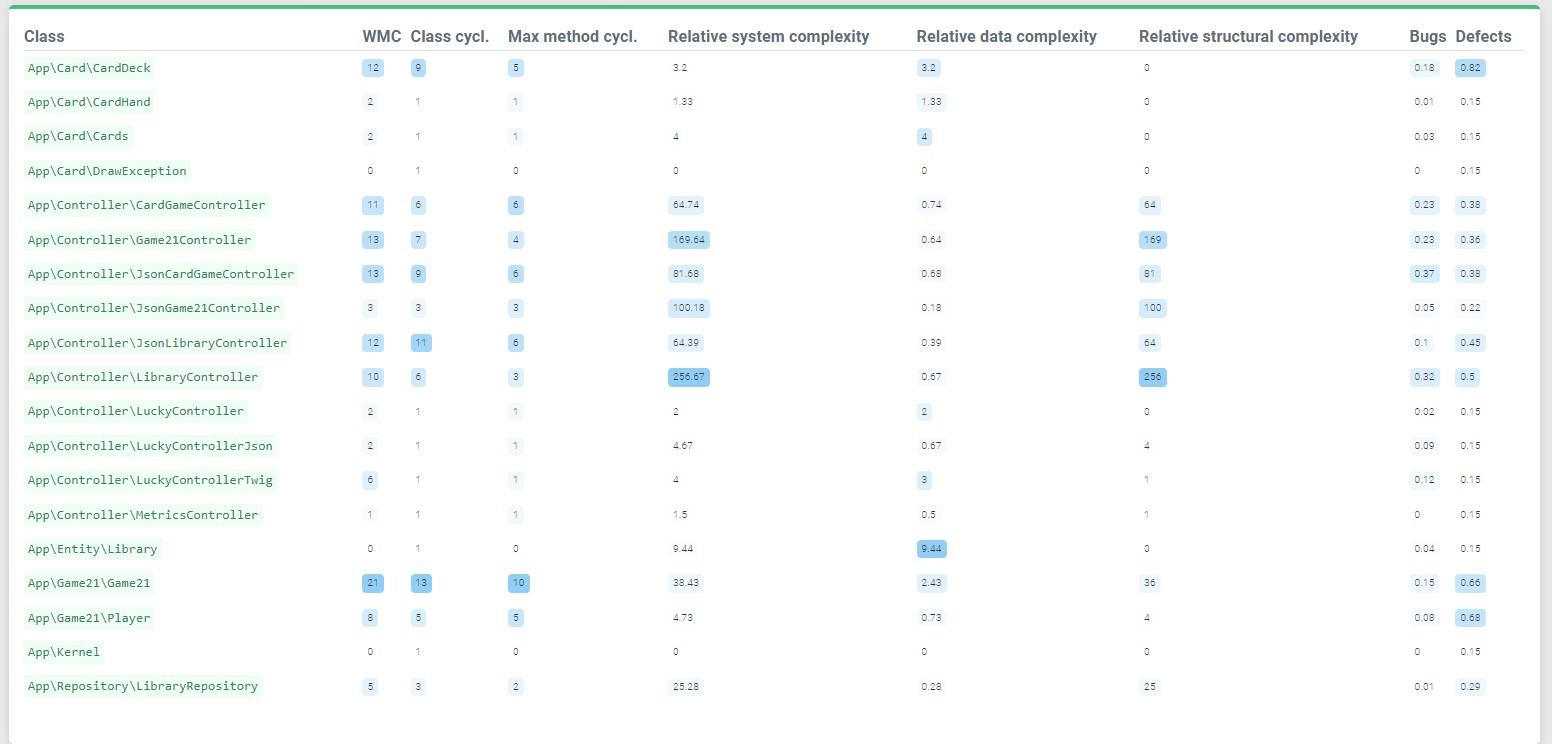 Class WMC Class cycl. Max method cycl. Relative system complexity Relative data complexity Relative structural complexity Bugs Defects
App\Card\CardDeck 12 9 5 3.2 3.2 0 0.18 0.82
App\Card\CardHand 2 1 1 1.33 1.33 0 0.01 0.15
App\Card\Cards 2 1 1 4 4 0 0.03 0.15
App\Card\DrawException 0 1 0 0 0 0 0 0.15
App\Controller\CardGameController 11 6 6 64.74 0.74 64 0.23 0.38
App\Controller\Game21Controller 13 7 4 169.64 0.64 169 0.23 0.36
App\Controller\JsonCardGameController 13 9 6 81.68 0.68 81 0.37 0.38
App\Controller\JsonGame21Controller 3 3 3 100.18 0.18 100 0.05 0.22
App\Controller\JsonLibraryController 12 11 6 64.39 0.39 64 0.1 0.45
App\Controller\LibraryController 10 6 3 256.67 0.67 256 0.32 0.5
App\Controller\LuckyController 2 1 1 2 2 0 0.02 0.15
App\Controller\LuckyControllerJson 2 1 1 4.67 0.67 4 0.09 0.15
App\Controller\LuckyControllerTwig 6 1 1 4 3 1 0.12 0.15
App\Controller\MetricsController 1 1 1 1.5 0.5 1 0 0.15
App\Entity\Library 0 1 0 9.44 9.44 0 0.04 0.15
App\Game21\Game21 21 13 10 38.43 2.43 36 0.15 0.66
App\Game21\Player 8 5 5 4.73 0.73 4 0.08 0.68
App\Kernel 0 1 0 0 0 0 0 0.15
App\Repository\LibraryRepository 5 3 2 25.28 0.28 25 0.01 0.29